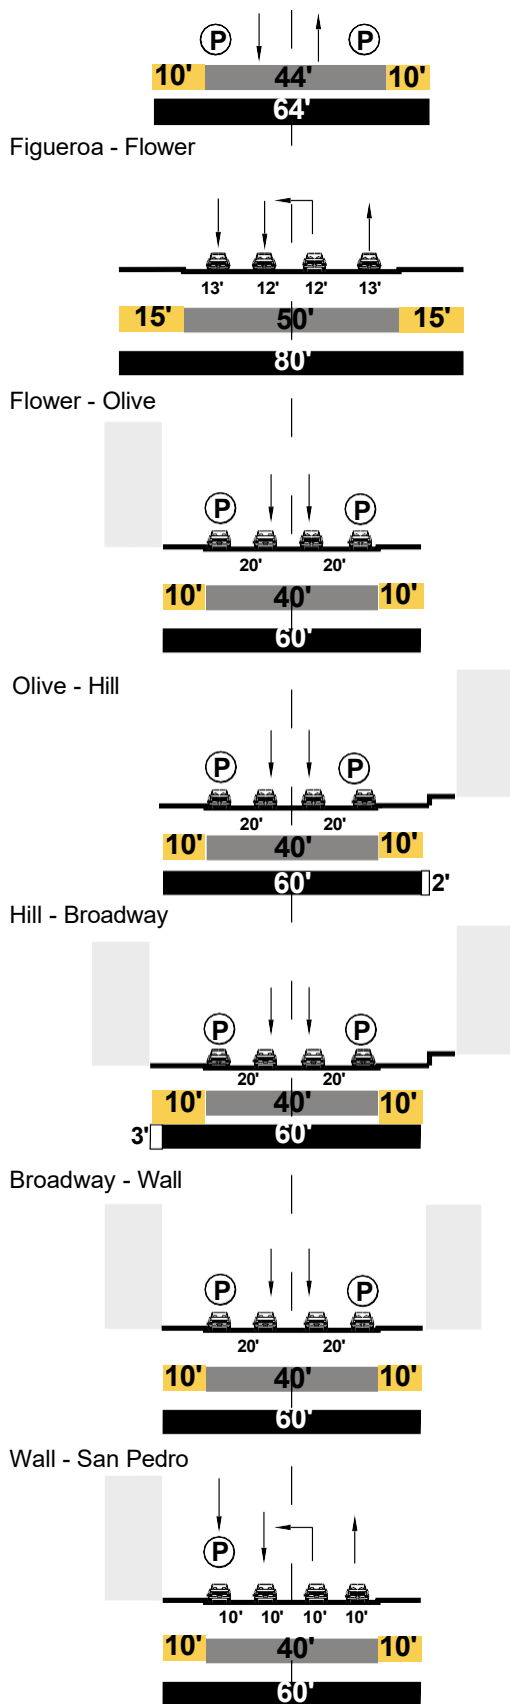 P P
10' 44' 10'
64'
Figueroa - Flower
13' 12' 12' 13'
15' 50' 15'
80'
Flower - Olive
P P
20' 20'
10' 40' 10'
60'
Olive - Hill
P P
20' 20'
10' 40' 10'
60' 2'
Hill - Broadway
P P
20' 20'
10' 40' 10'
3' 60'
Broadway - Wall
P P
20' 20'
10' 40' 10'
60'
Wall - San Pedro
P
10' 10' 10' 10'
10' 40' 10'
60'